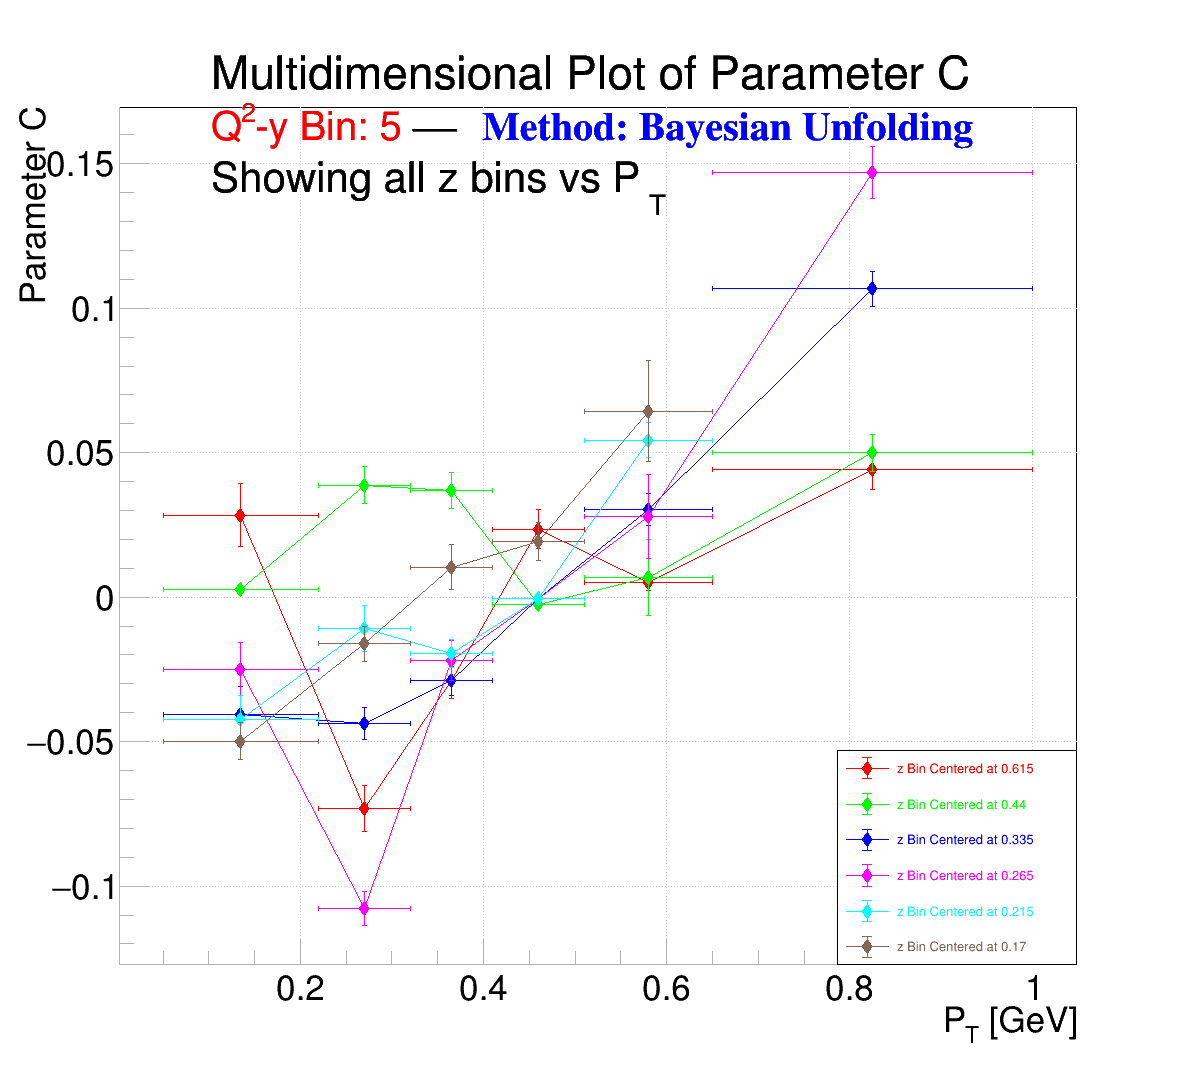 Multidimensional Plot of Parameter C
Q²-y Bin: 5 — Method: Bayesian Unfolding
Showing all z bins vs P_T
Parameter C
0.15
0.1
0.05
0
−0.05
−0.1
z Bin Centered at 0.615
z Bin Centered at 0.44
z Bin Centered at 0.335
z Bin Centered at 0.265
z Bin Centered at 0.215
z Bin Centered at 0.17
0.2 0.4 0.6 0.8 1
P_T [GeV]